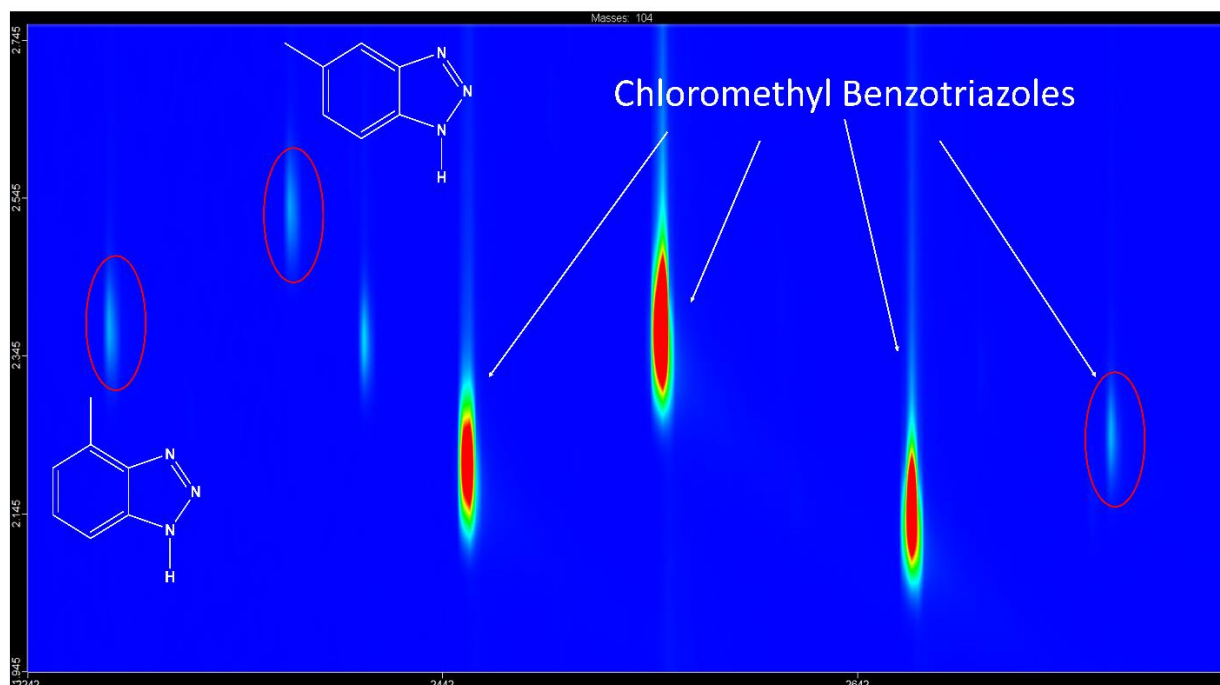 Masses: 104
2.745
N
N
N
H
Chloromethyl Benzotriazoles
2.545
2.345
N
N
N
H
2.145
2442
2642